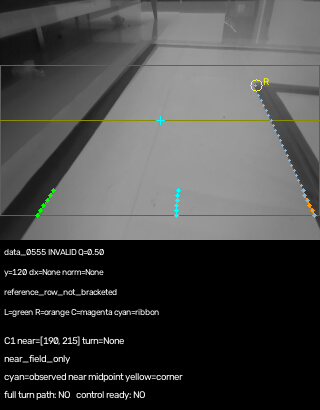 R
data_0555 INVALID Q=0.50
y=120 dx=None norm=None
reference_row_not_bracketed
L=green R=orange C=magenta cyan=ribbon
C1 near=[190, 215] turn=None
near_field_only
cyan=observed near midpoint yellow=corner
full turn path: NO control ready: NO